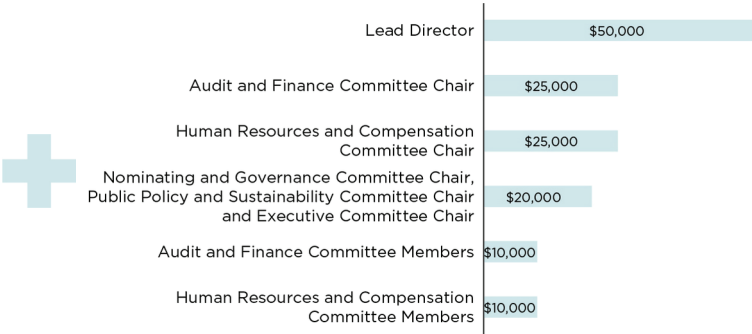 Lead Director
$50,000
Audit and Finance Committee Chair
$25,000
Human Resources and Compensation
Committee Chair
$25,000
Nominating and Governance Committee Chair,
Public Policy and Sustainability Committee Chair
and Executive Committee Chair
$20,000
Audit and Finance Committee Members
$10,000
Human Resources and Compensation
Committee Members
$10,000